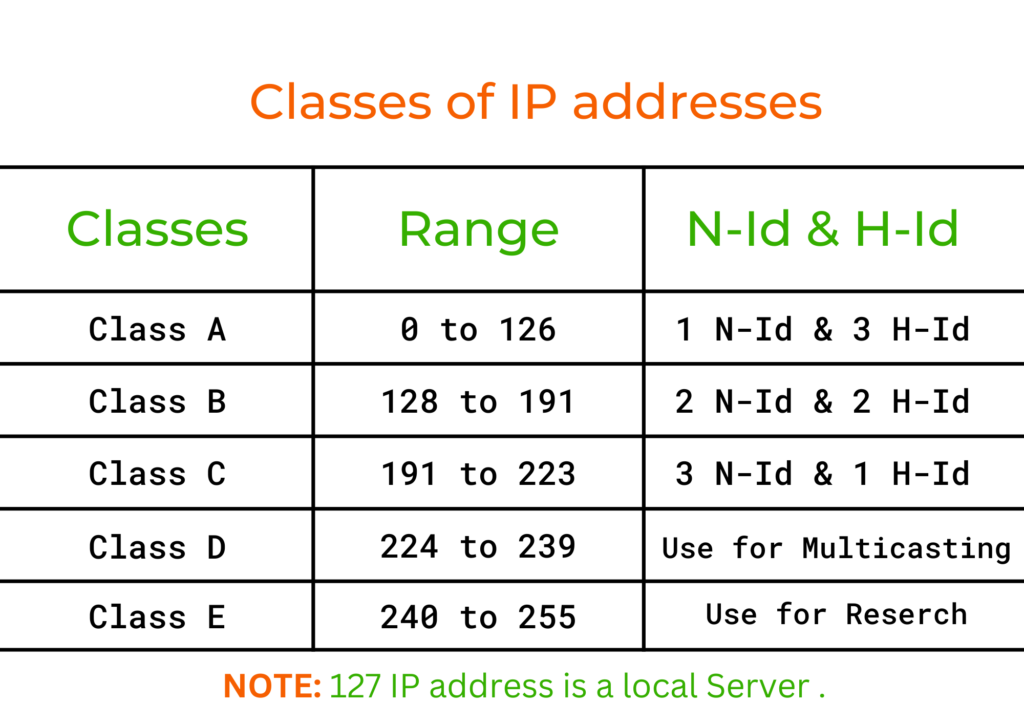 Classes of IP addresses
Classes Range N-Id & H-Id
Class A 0 to 126 1 N-Id & 3 H-Id
Class B 128 to 191 2 N-Id & 2 H-Id
Class C 191 to 223 3 N-Id & 1 H-Id
Class D 224 to 239 Use for Multicasting
Class E 240 to 255 Use for Reserch
NOTE: 127 IP address is a local Server .